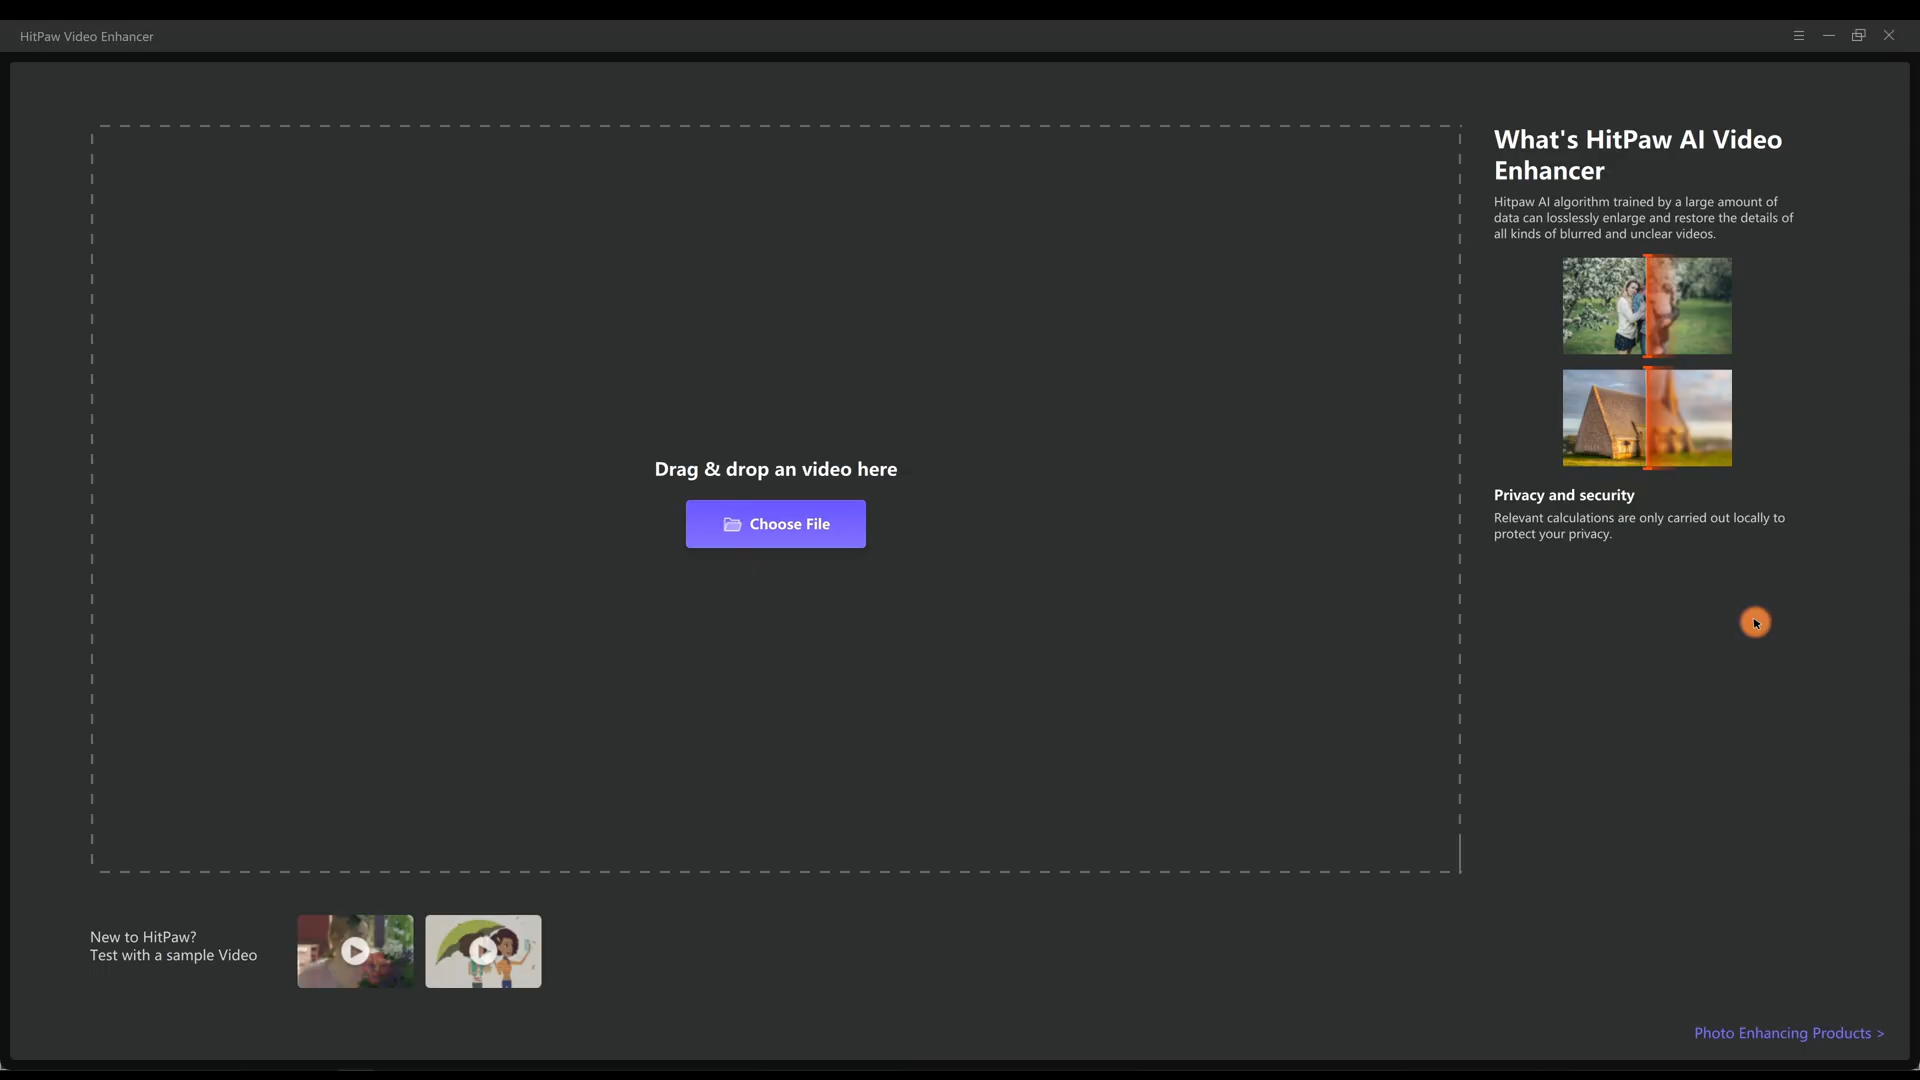 HitPaw Video Enhancer
What's HitPaw AI Video
Enhancer
Hitpaw AI algorithm trained by a large amount of
data can losslessly enlarge and restore the details of
all kinds of blurred and unclear videos.
Drag & drop an video here
Choose File
Privacy and security
Relevant calculations are only carried out locally to
protect your privacy.
New to HitPaw?
Test with a sample Video
Photo Enhancing Products >